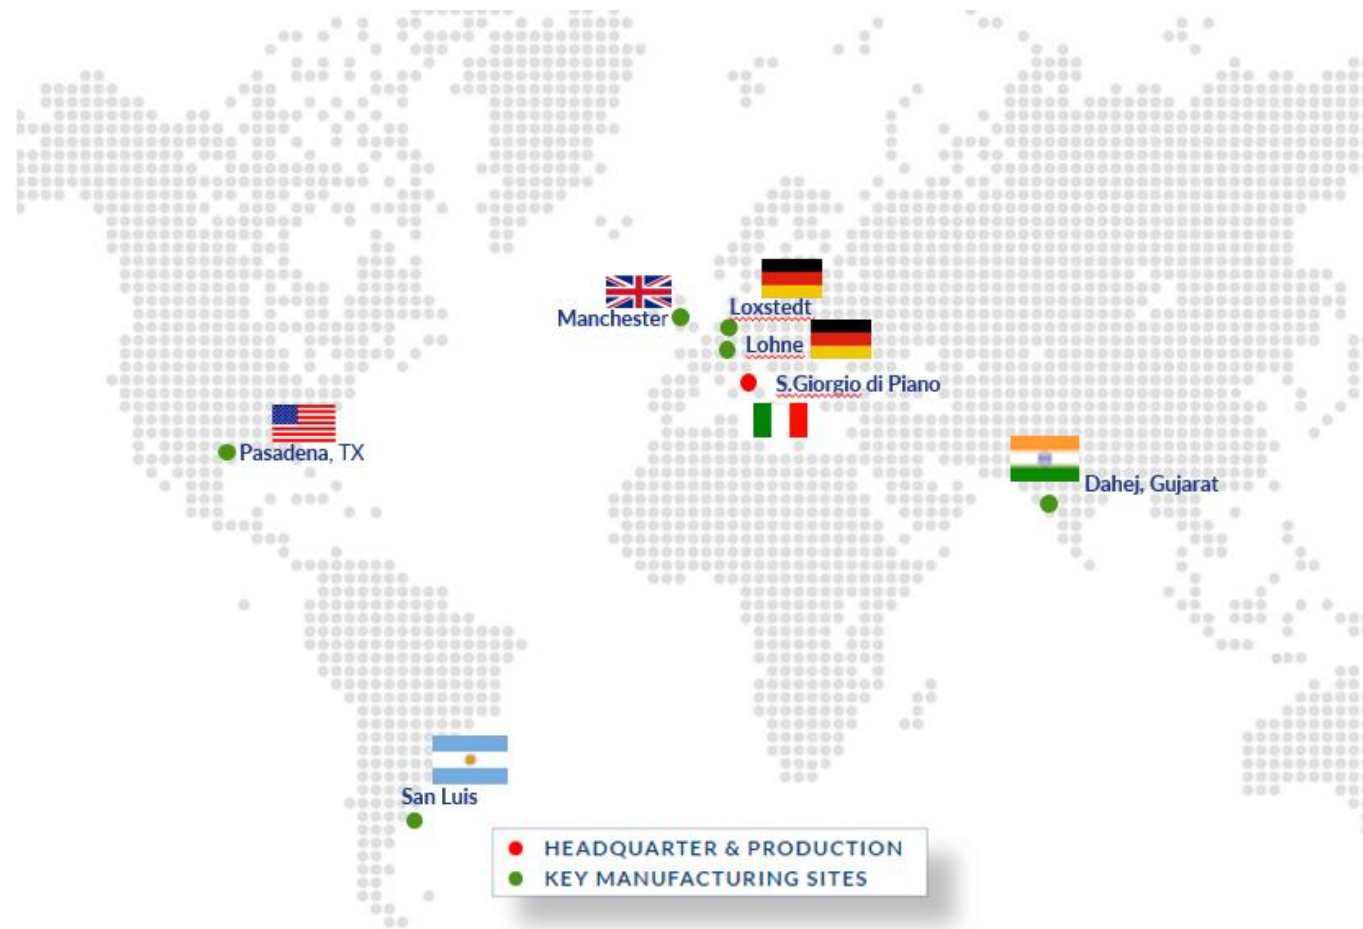 Loxstedt
Manchester
Lohne
S.Giorgio di Piano
Pasadena, TX
Dahej, Gujarat
San Luis
HEADQUARTER & PRODUCTION
KEY MANUFACTURING SITES